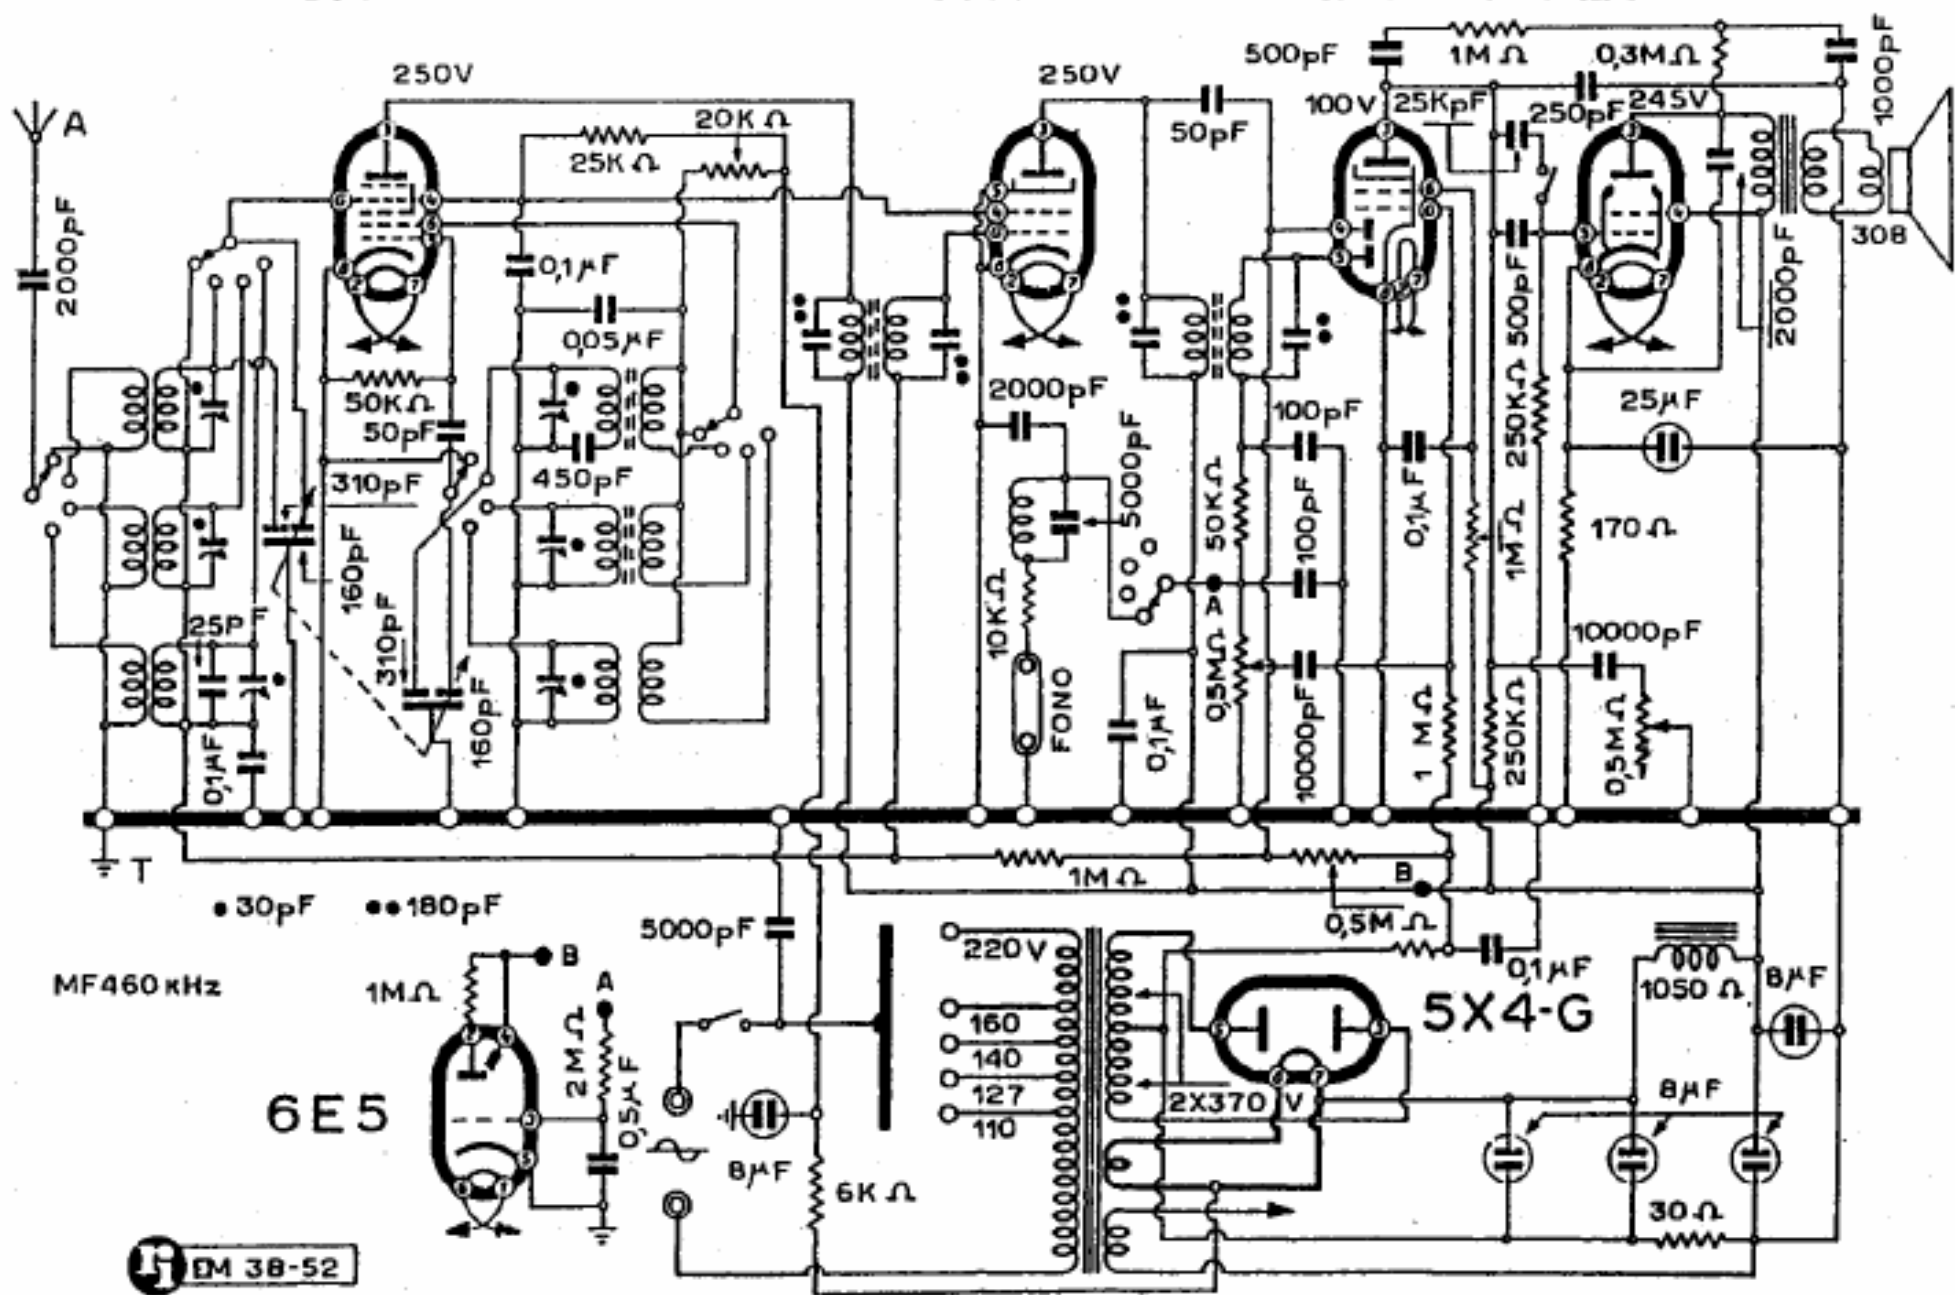 250V
250V
500pF
1MΩ
0,3MΩ
1000pF
A
20KΩ
25KΩ
50pF
100V
25KpF
250pF
245V
2000pF
0,1µF
0,05µF
308
500pF
2000pF
50KΩ
50pF
2000pF
5000pF
100pF
250KΩ
25µF
310pF
450pF
50KΩ
100pF
0,1µF
1MΩ
170Ω
160pF
25PF
310pF
160pF
10KΩ
A
10000pF
0,1µF
FONO
0,1µF
0,5MΩ
10000pF
1MΩ
250KΩ
0,5MΩ
T
1MΩ
B
• 30pF
•• 180pF
5000pF
220V
0,5MΩ
0,1µF
1050Ω
8µF
MF460KHz
1MΩ
B
A
2MΩ
0,5µF
160
140
127
110
5X4-G
6E5
8µF
2X370 V
8µF
6KΩ
30Ω
EM 38-52